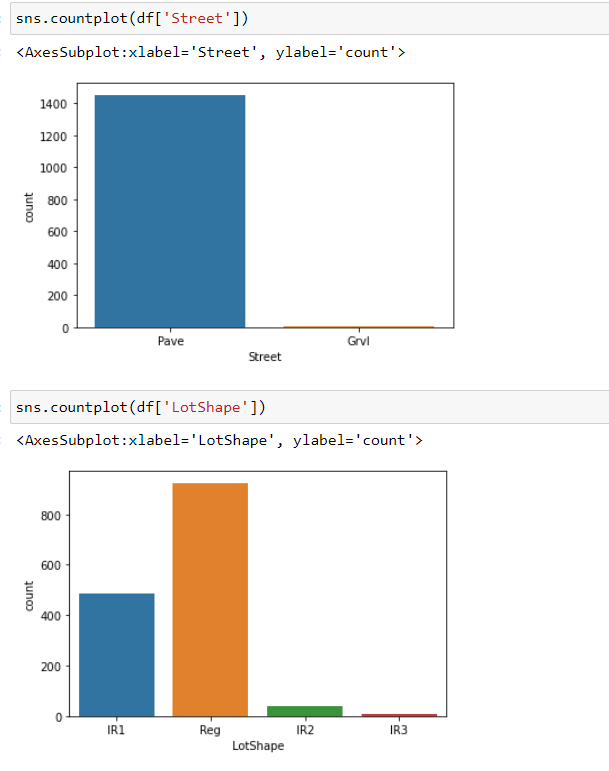 sns.countplot(df['Street'])
<AxesSubplot:xlabel='Street', ylabel='count'>
1400
1200
1000
800
600
400
200
0
count
Pave Grvl
Street
sns.countplot(df['LotShape'])
<AxesSubplot:xlabel='LotShape', ylabel='count'>
800
600
400
200
0
count
IR1 Reg IR2 IR3
LotShape